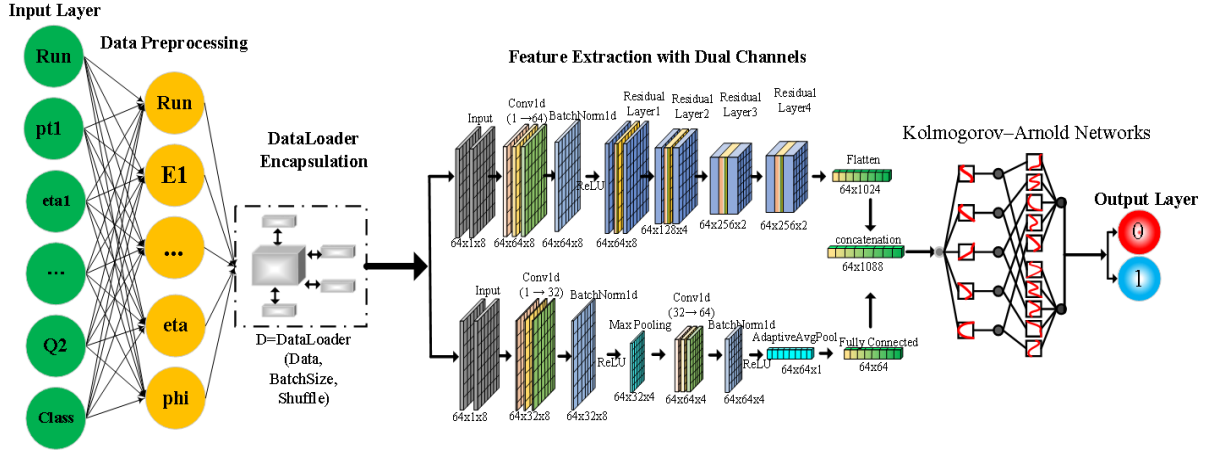 Input Layer
Run
pt1
eta1
...
Q2
Class
Data Preprocessing
Run
E1
...
eta
phi
DataLoader
Encapsulation
D=DataLoader
(Data,
BatchSize,
Shuffle)
Feature Extraction with Dual Channels
Input
64x1x8
Conv1d
(1 →64)
64x64x8
BatchNorm1d
64x64x8
ReLU
Residual
Layer1
64x64x8
Residual
Layer2
64x128x4
Residual
Layer3
64x256x2
Residual
Layer4
64x256x2
Flatten
64x1024
concatenation
64x1088
Input
64x1x8
Conv1d
(1 → 32)
64x32x8
BatchNorm1d
64x32x8
ReLU
Max Pooling
64x32x4
Conv1d
(32→ 64)
64x64x4
BatchNorm1d
64x64x4
ReLU
AdaptiveAvgPool
64x64x1
Fully Connected
64x64
Kolmogorov–Arnold Networks
Output Layer
0
1